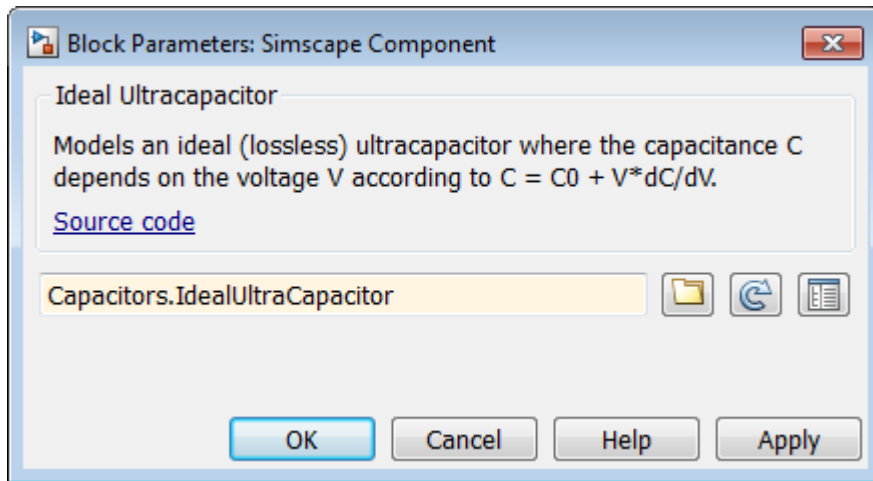 Block Parameters: Simscape Component
Ideal Ultracapacitor
Models an ideal (lossless) ultracapacitor where the capacitance C
depends on the voltage V according to C = C0 + V*dC/dV.
Source code
Capacitors.IdealUltraCapacitor
OK Cancel Help Apply